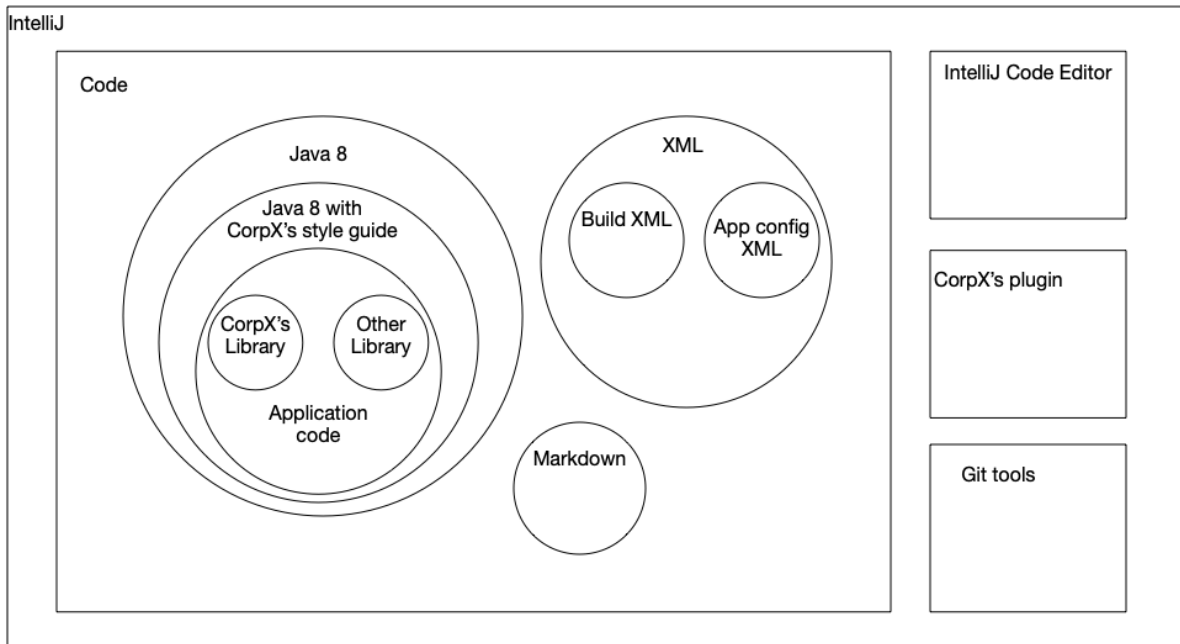 IntelliJ
Code
Java 8
Java 8 with
CorpX's style guide
CorpX's
Library
Other
Library
Application
code
XML
Build XML
App config
XML
Markdown
IntelliJ Code Editor
CorpX's plugin
Git tools